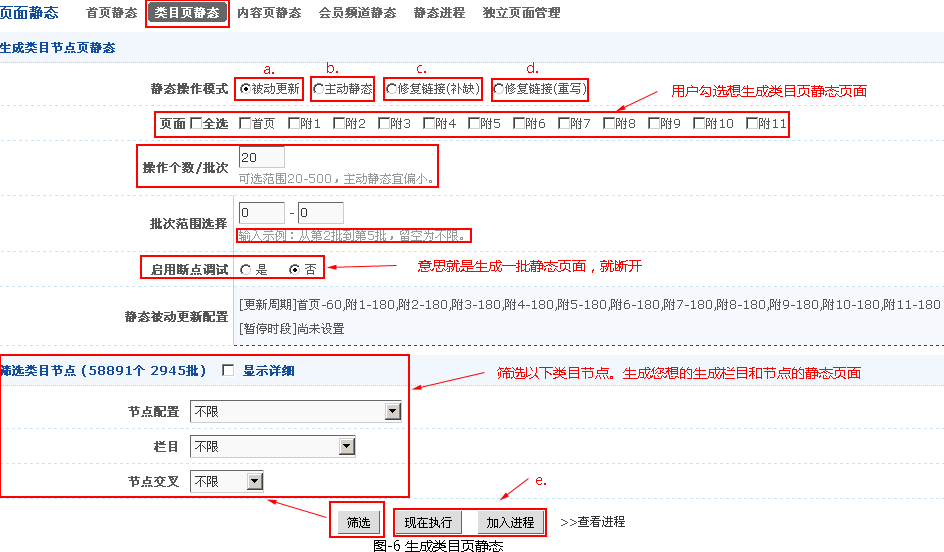 页面静态 首页静态 类目页静态 内容页静态 会员频道静态 静态进程 独立页面管理
生成类目节点页静态
a. b. c. d.
静态操作模式 被动更新 主动静态 修复链接(补缺) 修复链接(重写)
用户勾选想生成类目页静态页面
页面 全选 首页 附1 附2 附3 附4 附5 附6 附7 附8 附9 附10 附11
操作个数/批次 20
可选范围20-500，主动静态宜偏小。
批次范围选择 0 - 0
输入示例：从第2批到第5批，留空为不限。
启用断点调试 是 否 意思就是生成一批静态页面，就断开
静态被动更新配置 [更新周期]首页-60,附1-180,附2-180,附3-180,附4-180,附5-180,附6-180,附7-180,附8-180,附9-180,附10-180,附11-180
[暂停时段]尚未设置
筛选类目节点（58891个 2945批） 显示详细 筛选以下类目节点。生成您想的生成栏目和节点的静态页面
节点配置 不限
栏目 不限
节点交叉 不限
e.
筛选 现在执行 加入进程 >>查看进程
图-6 生成类目页静态